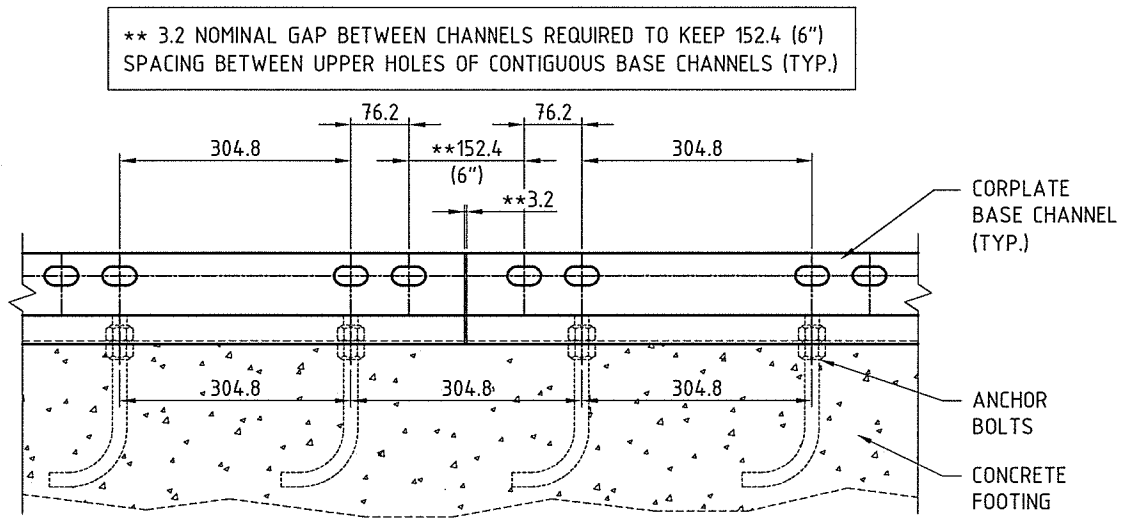 ** 3.2 NOMINAL GAP BETWEEN CHANNELS REQUIRED TO KEEP 152.4 (6")
SPACING BETWEEN UPPER HOLES OF CONTIGUOUS BASE CHANNELS (TYP.)
76.2
76.2
304.8
**152.4
(6")
304.8
**3.2
CORPLATE
BASE CHANNEL
(TYP.)
304.8
304.8
304.8
ANCHOR
BOLTS
CONCRETE
FOOTING